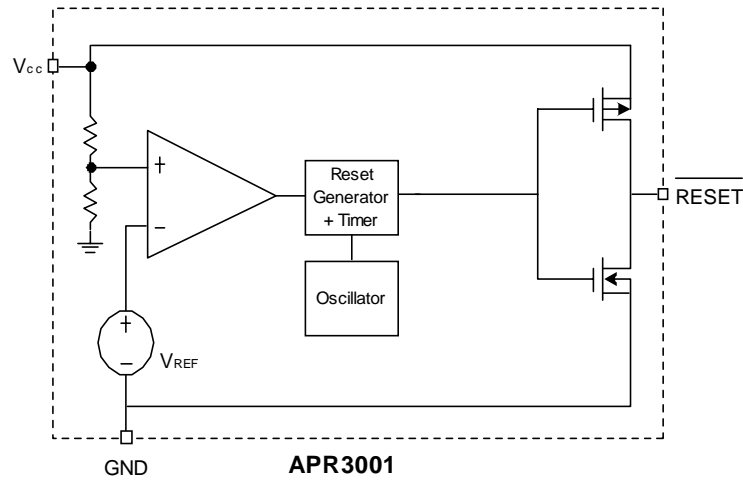 Vcc
+
−
Reset
Generator
+ Timer
Oscillator
RESET
+
−
VREF
GND
APR3001